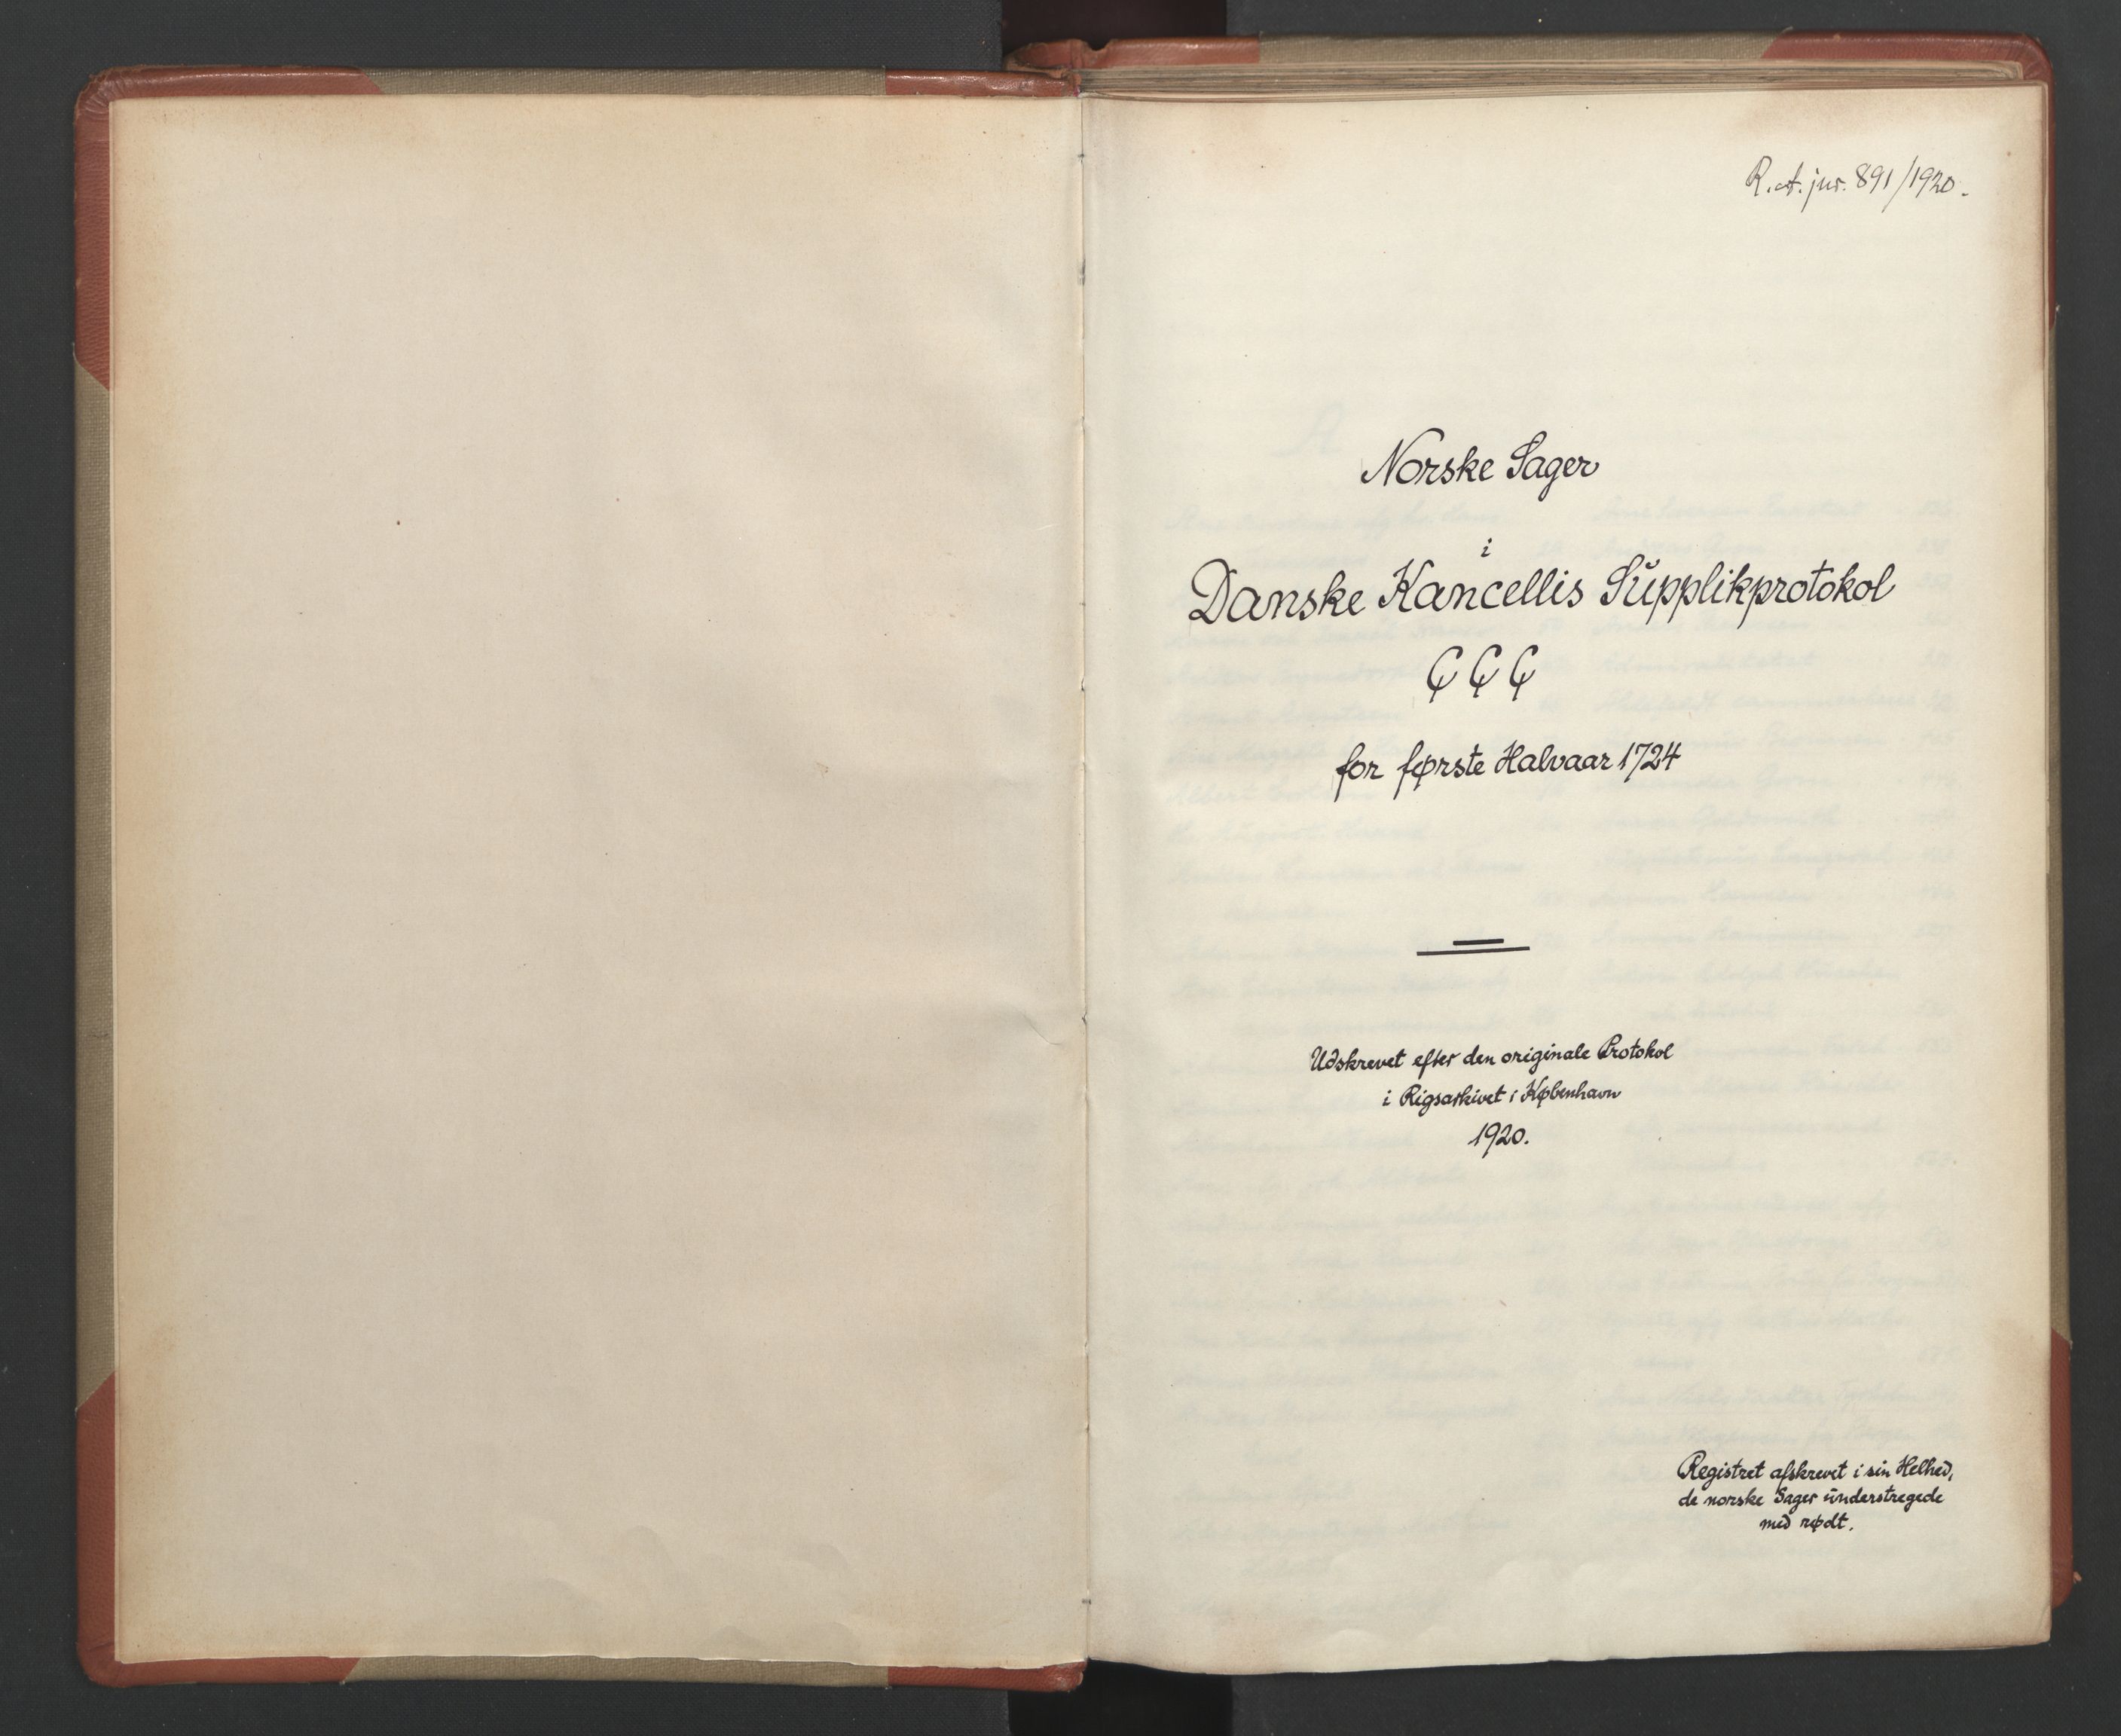 R.A. jnr. 891/1920.
Norske Sager
i
Danske Kancellis Supplikprotokol
for første Halvaar 1724
Udskrevet efter den originale Protokol
i Rigsarkivet i København
1920.
Registret afskrevet i sin Helhed,
de norske Sager understregede
med rødt.